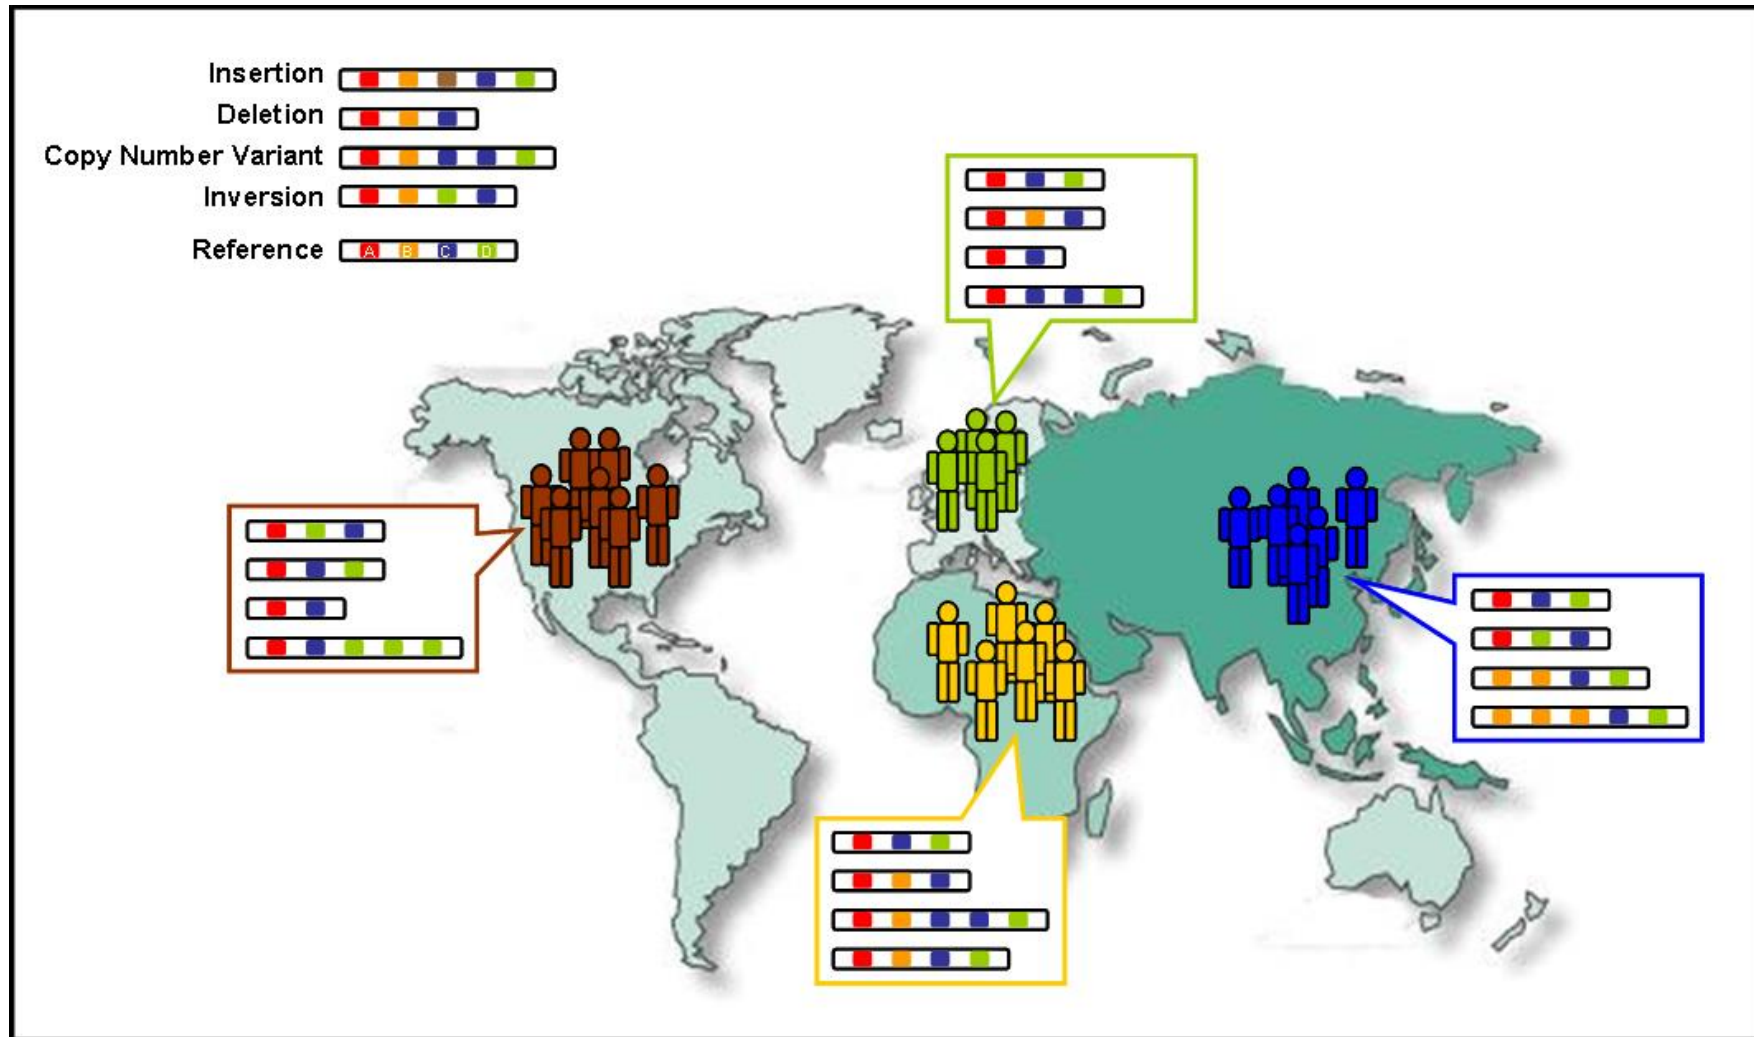 Insertion
Deletion
Copy Number Variant
Inversion
Reference A B C D